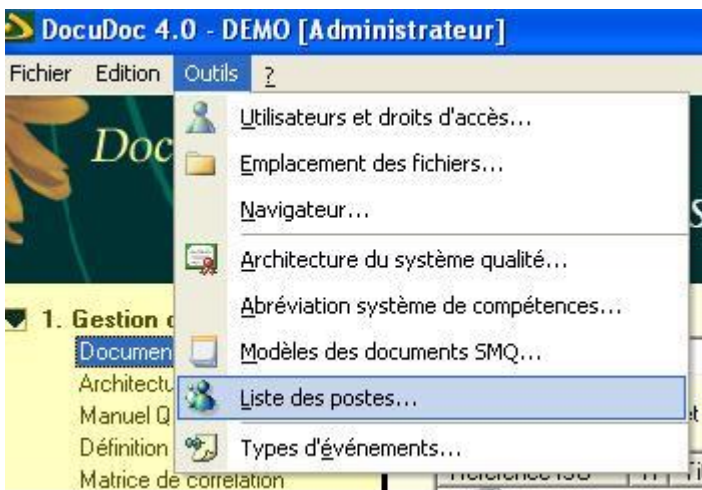 DocuDoc 4.0 - DEMO [Administrateur]
Fichier Edition Outils ?
Doc
Utilisateurs et droits d'accès...
Emplacement des fichiers...
Navigateur...
Architecture du système qualité...
Abréviation système de compétences...
Modèles des documents SMQ...
Liste des postes...
Types d'événements...
1. Gestion d
Documen
Architectu
Manuel Q
Définition
Matrice de corrélation